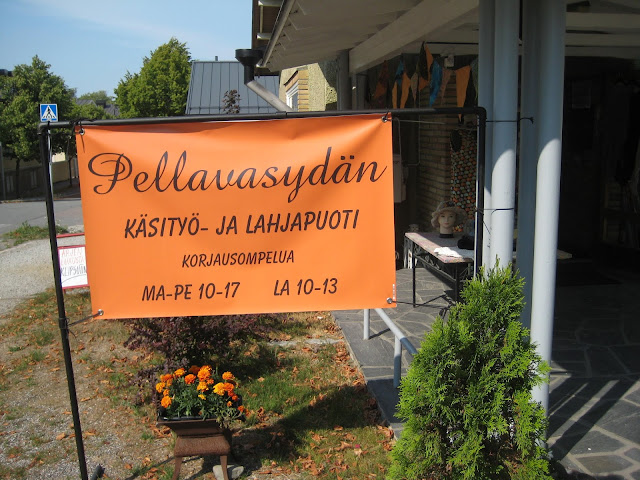 Pellavasydän
KÄSITYÖ- JA LAHJAPUOTI
KORJAUSOMPELUA
MA-PE 10-17 LA 10-13